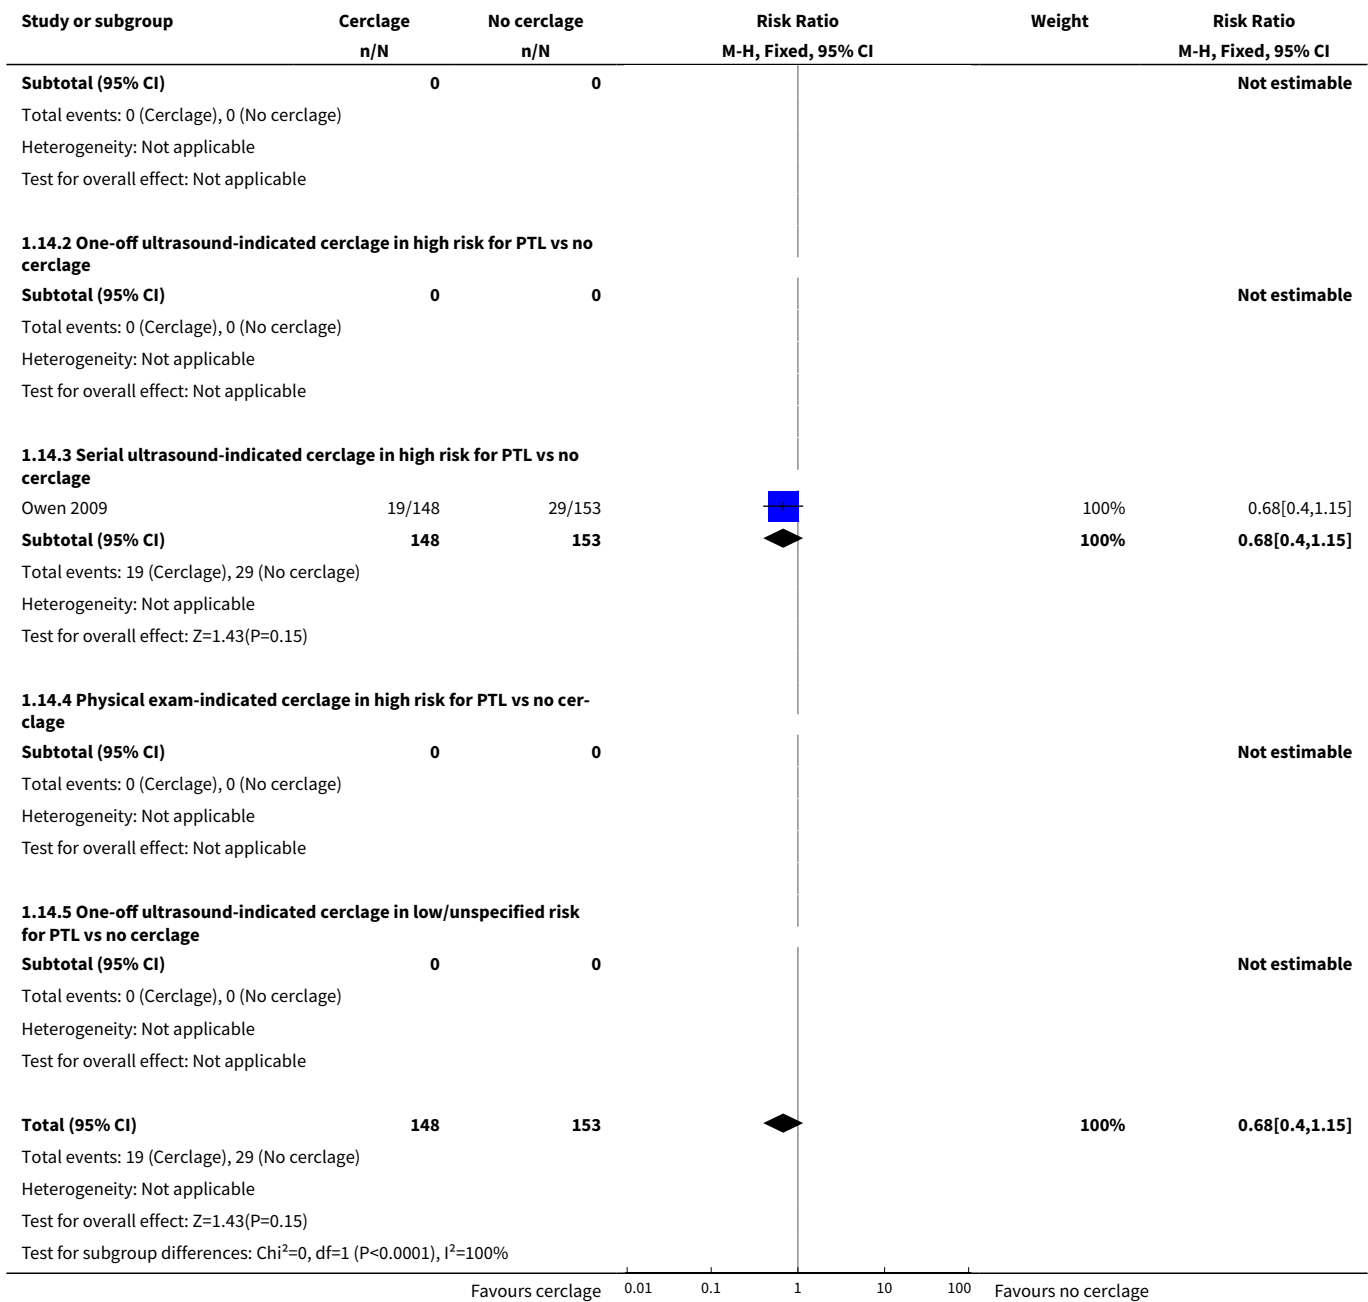 Study or subgroup Cerclage No cerclage Risk Ratio Weight Risk Ratio
n/N n/N M-H, Fixed, 95% CI M-H, Fixed, 95% CI
Subtotal (95% CI) 0 0 Not estimable
Total events: 0 (Cerclage), 0 (No cerclage)
Heterogeneity: Not applicable
Test for overall effect: Not applicable
1.14.2 One-off ultrasound-indicated cerclage in high risk for PTL vs no
cerclage
Subtotal (95% CI) 0 0 Not estimable
Total events: 0 (Cerclage), 0 (No cerclage)
Heterogeneity: Not applicable
Test for overall effect: Not applicable
1.14.3 Serial ultrasound-indicated cerclage in high risk for PTL vs no
cerclage
Owen 2009 19/148 29/153 100% 0.68[0.4,1.15]
Subtotal (95% CI) 148 153 100% 0.68[0.4,1.15]
Total events: 19 (Cerclage), 29 (No cerclage)
Heterogeneity: Not applicable
Test for overall effect: Z=1.43(P=0.15)
1.14.4 Physical exam-indicated cerclage in high risk for PTL vs no cer-
clage
Subtotal (95% CI) 0 0 Not estimable
Total events: 0 (Cerclage), 0 (No cerclage)
Heterogeneity: Not applicable
Test for overall effect: Not applicable
1.14.5 One-off ultrasound-indicated cerclage in low/unspecified risk
for PTL vs no cerclage
Subtotal (95% CI) 0 0 Not estimable
Total events: 0 (Cerclage), 0 (No cerclage)
Heterogeneity: Not applicable
Test for overall effect: Not applicable
Total (95% CI) 148 153 100% 0.68[0.4,1.15]
Total events: 19 (Cerclage), 29 (No cerclage)
Heterogeneity: Not applicable
Test for overall effect: Z=1.43(P=0.15)
Test for subgroup differences: Chi²=0, df=1 (P<0.0001), I²=100%
Favours cerclage 0.01 0.1 1 10 100 Favours no cerclage